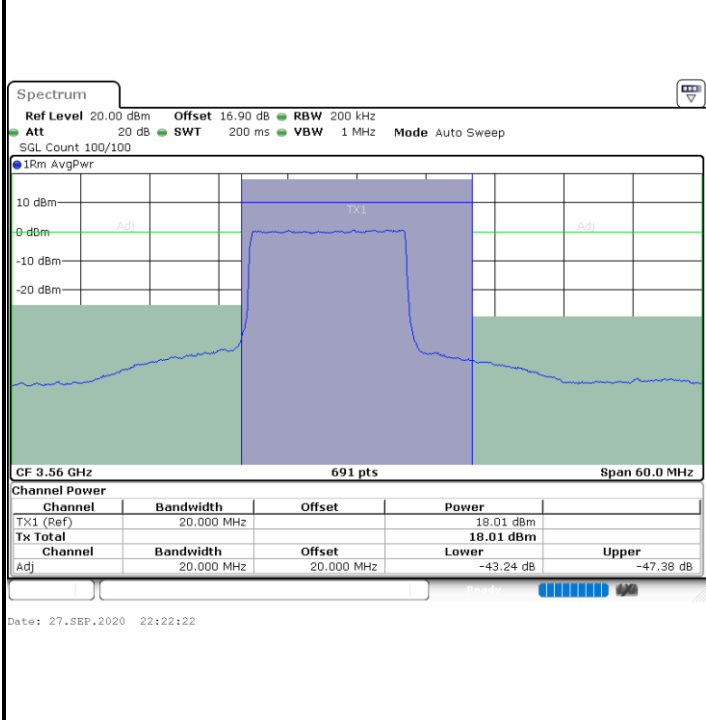 Spectrum
Ref Level 20.00 dBm Offset 16.90 dB RBW 200 kHz
Att 20 dB SWT 200 ms VBW 1 MHz Mode Auto Sweep
SGL Count 100/100
1Rm AvgPwr
10 dBm
TX1
Adj
Adj
0 dBm
-10 dBm
-20 dBm
CF 3.56 GHz 691 pts Span 60.0 MHz
Channel Power
Channel Bandwidth Offset Power
TX1 (Ref) 20.000 MHz 18.01 dBm
Tx Total 18.01 dBm
Channel Bandwidth Offset Lower Upper
Adj 20.000 MHz 20.000 MHz -43.24 dB -47.38 dB
Ready
Date: 27.SEP.2020 22:22:22